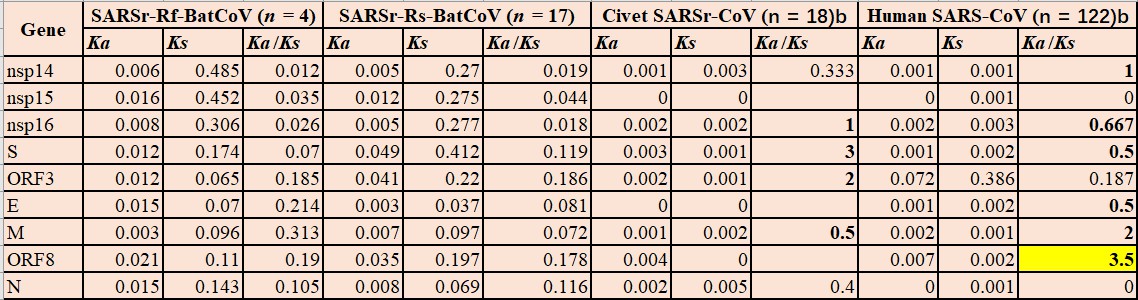 Gene SARSr-Rf-BatCoV (n = 4) SARSr-Rs-BatCoV (n = 17) Civet SARSr-CoV (n = 18)b Human SARS-CoV (n = 122)b
Ka Ks Ka/Ks Ka Ks Ka/Ks Ka Ks Ka/Ks Ka Ks Ka/Ks
nsp14 0.006 0.485 0.012 0.005 0.27 0.019 0.001 0.003 0.333 0.001 0.001 1
nsp15 0.016 0.452 0.035 0.012 0.275 0.044 0 0 0 0.001 0
nsp16 0.008 0.306 0.026 0.005 0.277 0.018 0.002 0.002 1 0.002 0.003 0.667
S 0.012 0.174 0.07 0.049 0.412 0.119 0.003 0.001 3 0.001 0.002 0.5
ORF3 0.012 0.065 0.185 0.041 0.22 0.186 0.002 0.001 2 0.072 0.386 0.187
E 0.015 0.07 0.214 0.003 0.037 0.081 0 0 0.001 0.002 0.5
M 0.003 0.096 0.313 0.007 0.097 0.072 0.001 0.002 0.5 0.002 0.001 2
ORF8 0.021 0.11 0.19 0.035 0.197 0.178 0.004 0 0.007 0.002 3.5
N 0.015 0.143 0.105 0.008 0.069 0.116 0.002 0.005 0.4 0 0.001 0